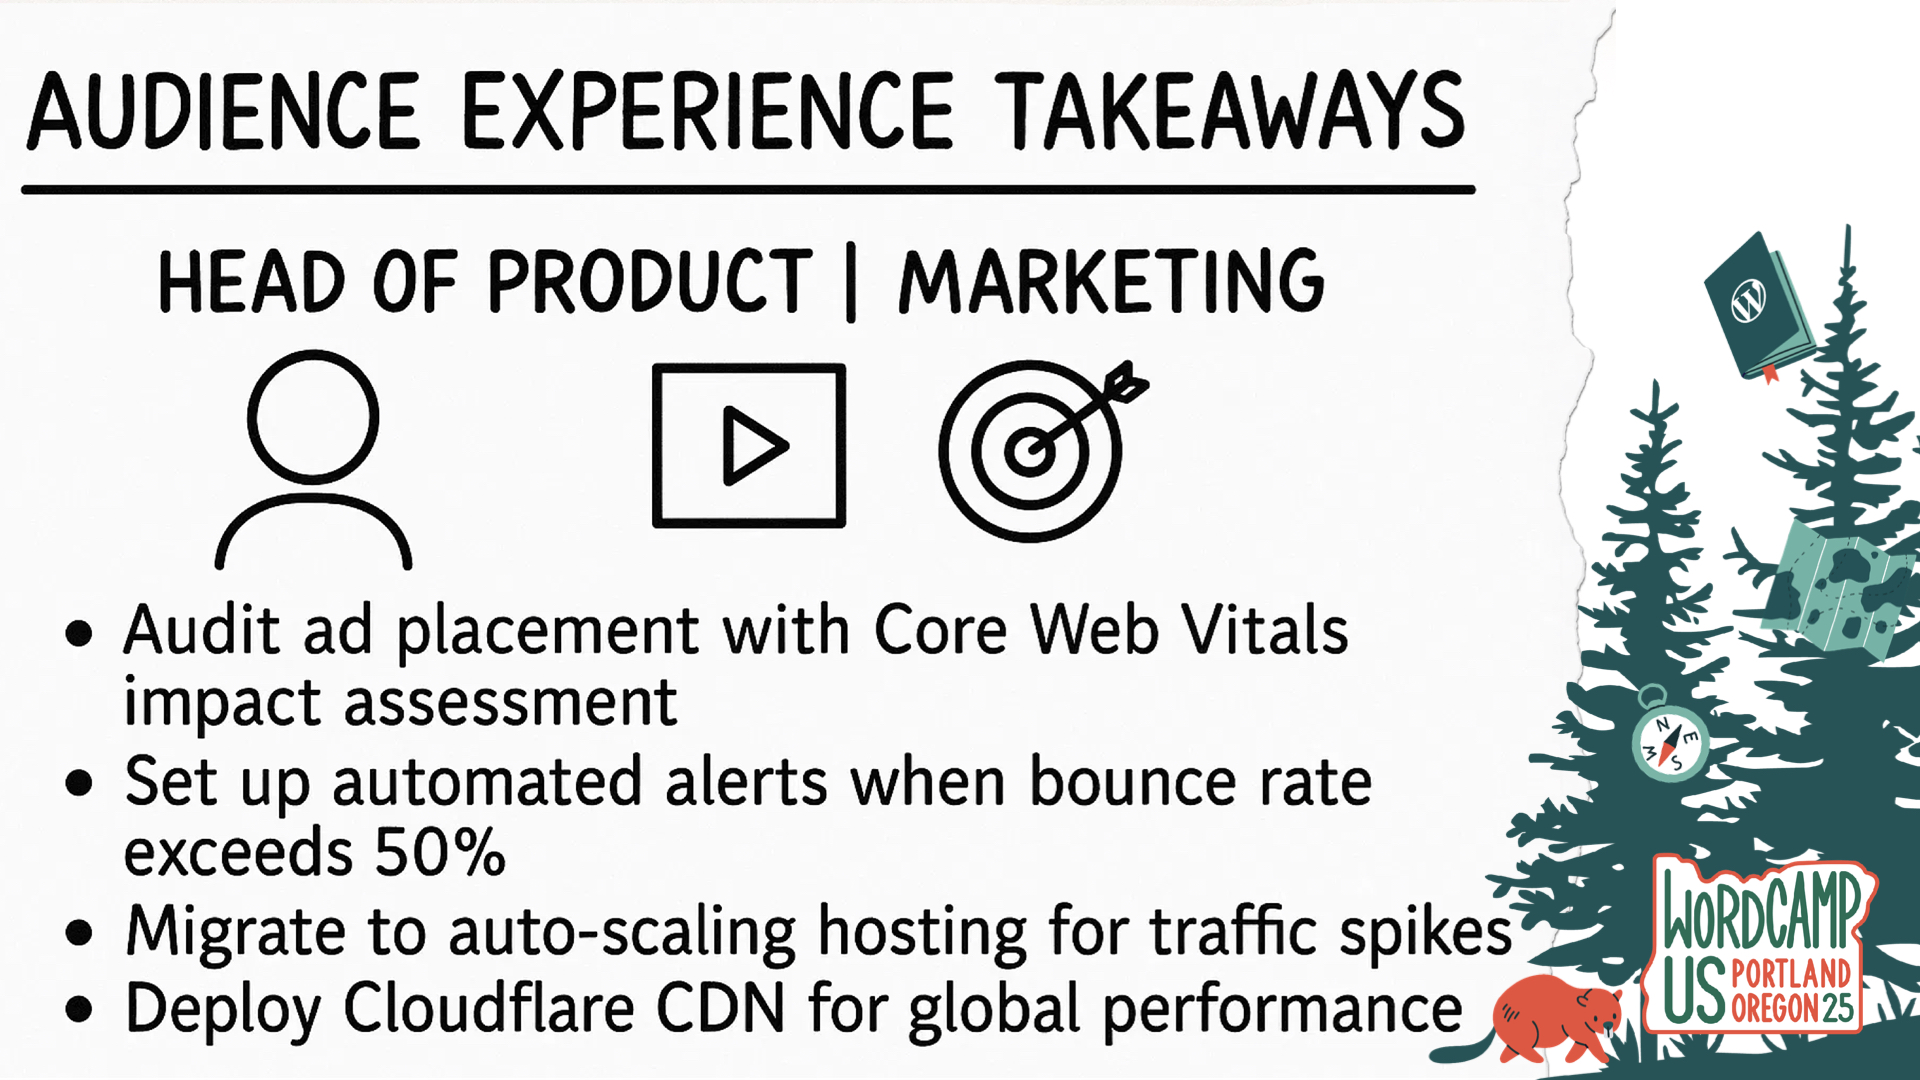 AUDIENCE EXPERIENCE TAKEAWAYS
HEAD OF PRODUCT | MARKETING
• Audit ad placement with Core Web Vitals
impact assessment
• Set up automated alerts when bounce rate
exceeds 50%
• Migrate to auto-scaling hosting for traffic spikes
• Deploy Cloudflare CDN for global performance
W
N
E
S
W
WORDCAMP
US PORTLAND
OREGON 25